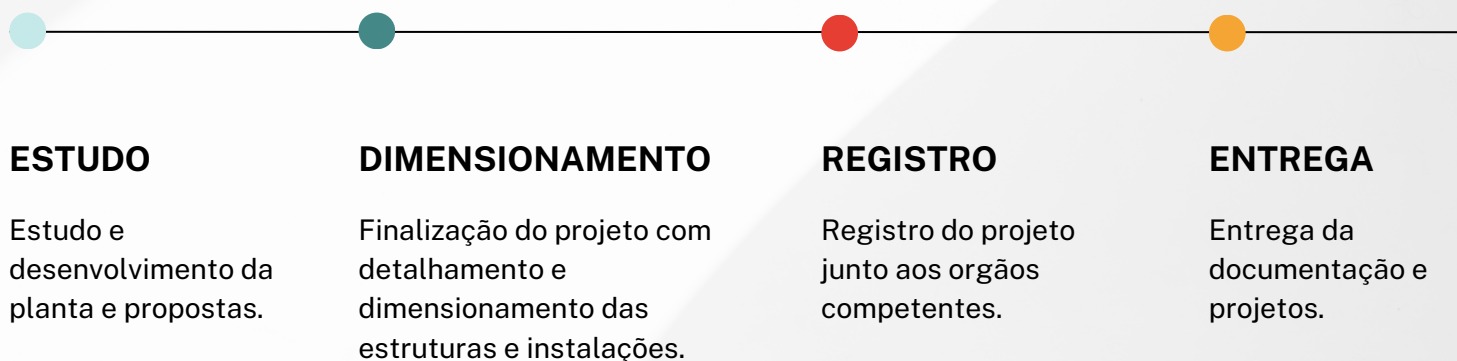 ESTUDO
Estudo e
desenvolvimento da
planta e propostas.
DIMENSIONAMENTO
Finalização do projeto com
detalhamento e
dimensionamento das
estruturas e instalações.
REGISTRO
Registro do projeto
junto aos orgãos
competentes.
ENTREGA
Entrega da
documentação e
projetos.